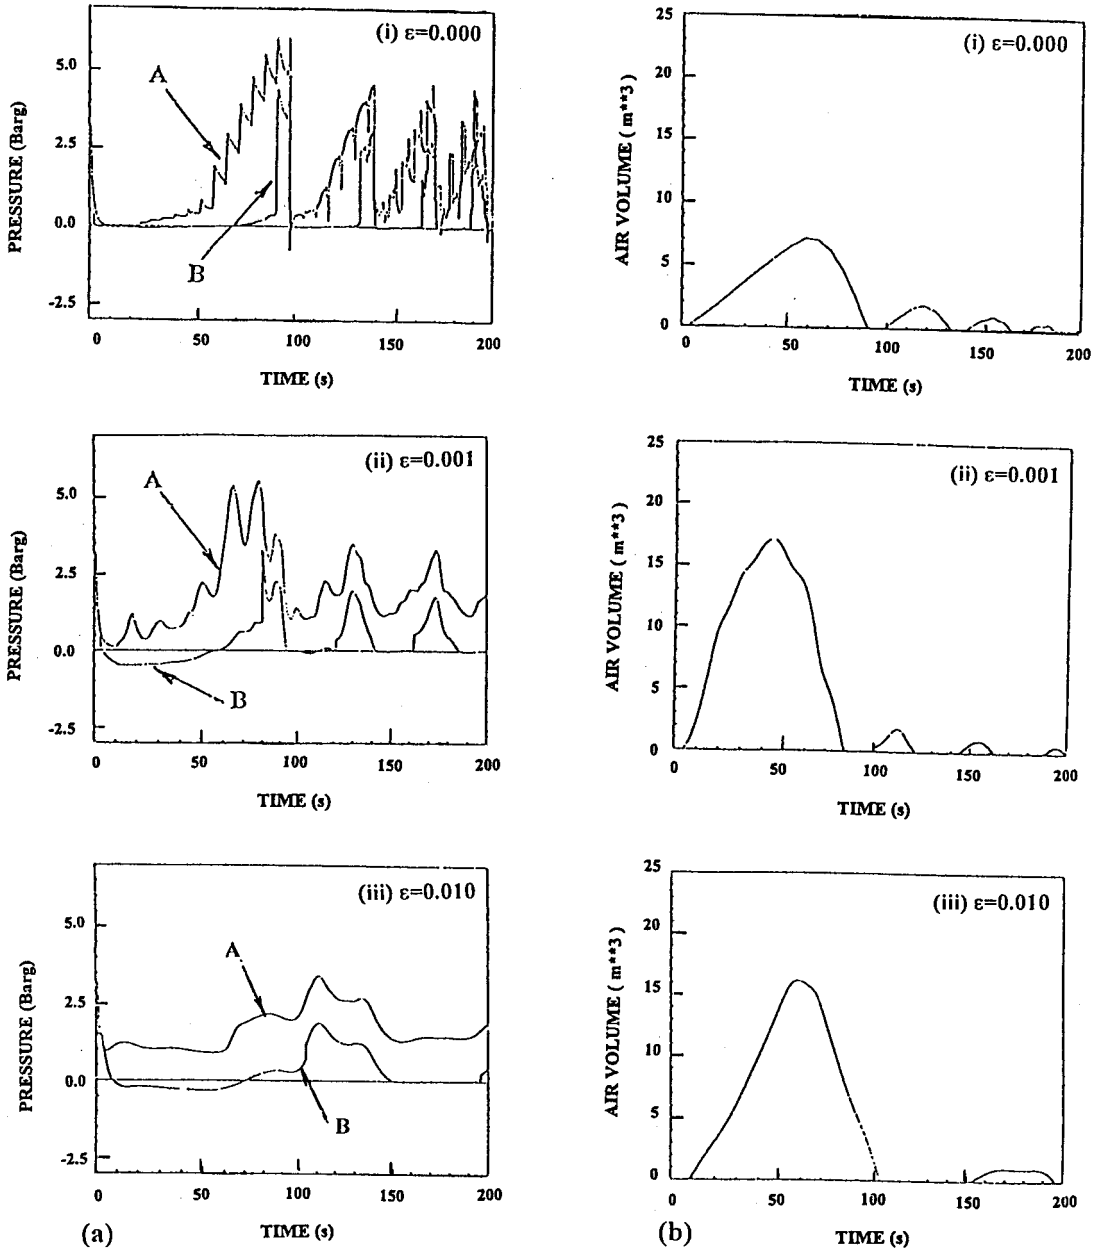 (i) ε=0.000
A
B
5.0
2.5
0.0
-2.5
PRESSURE (Barg)
0 50 100 150 200
TIME (s)
(i) ε=0.000
25
20
15
10
5
0
AIR VOLUME ( m**3 )
0 50 100 150 200
TIME (s)
(ii) ε=0.001
A
B
5.0
2.5
0.0
-2.5
PRESSURE (Barg)
0 50 100 150 200
TIME (s)
(ii) ε=0.001
25
20
15
10
5
0
AIR VOLUME ( m**3 )
0 50 100 150 200
TIME (s)
(iii) ε=0.010
A
B
5.0
2.5
0.0
-2.5
PRESSURE (Barg)
0 50 100 150 200
TIME (s)
(a)
(iii) ε=0.010
25
20
15
10
5
0
AIR VOLUME ( m**3 )
0 50 100 150 200
TIME (s)
(b)